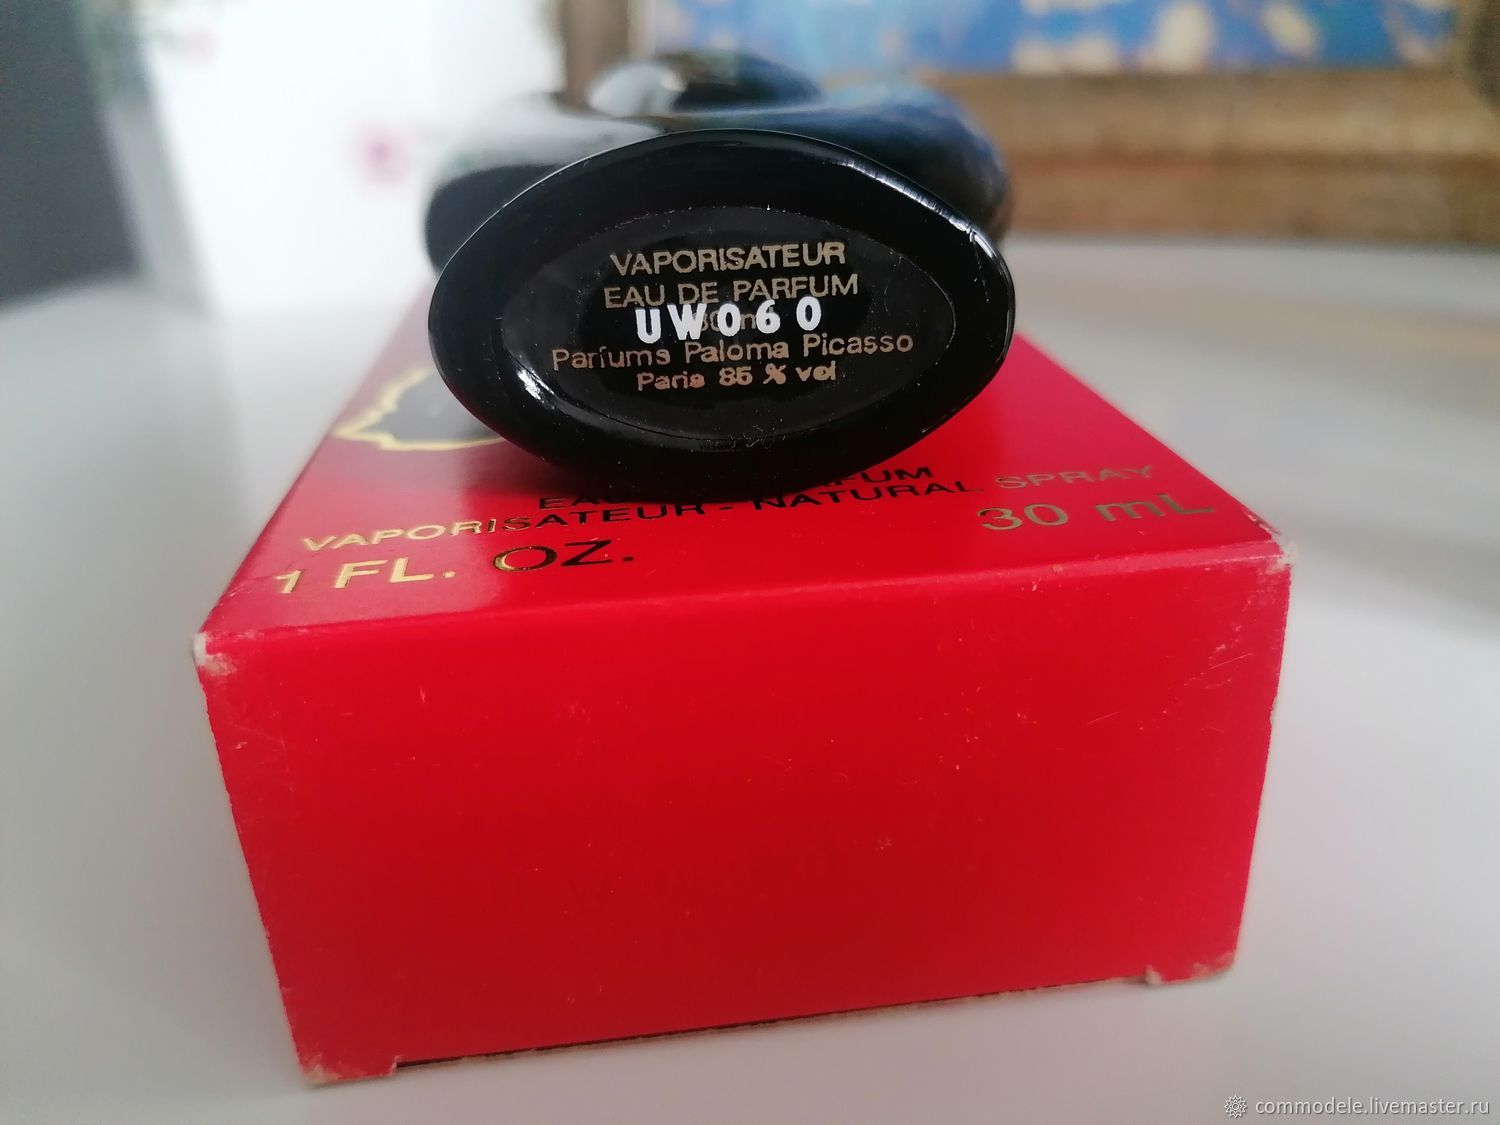 VAPORISATEUR
EAU DE PARFUM
UW060
Parfums Paloma Picasso
Paris 85 % vol
VAPORISATEUR - NATURAL SPRAY
1 FL. OZ. 30 mL
commodele.livemaster.ru